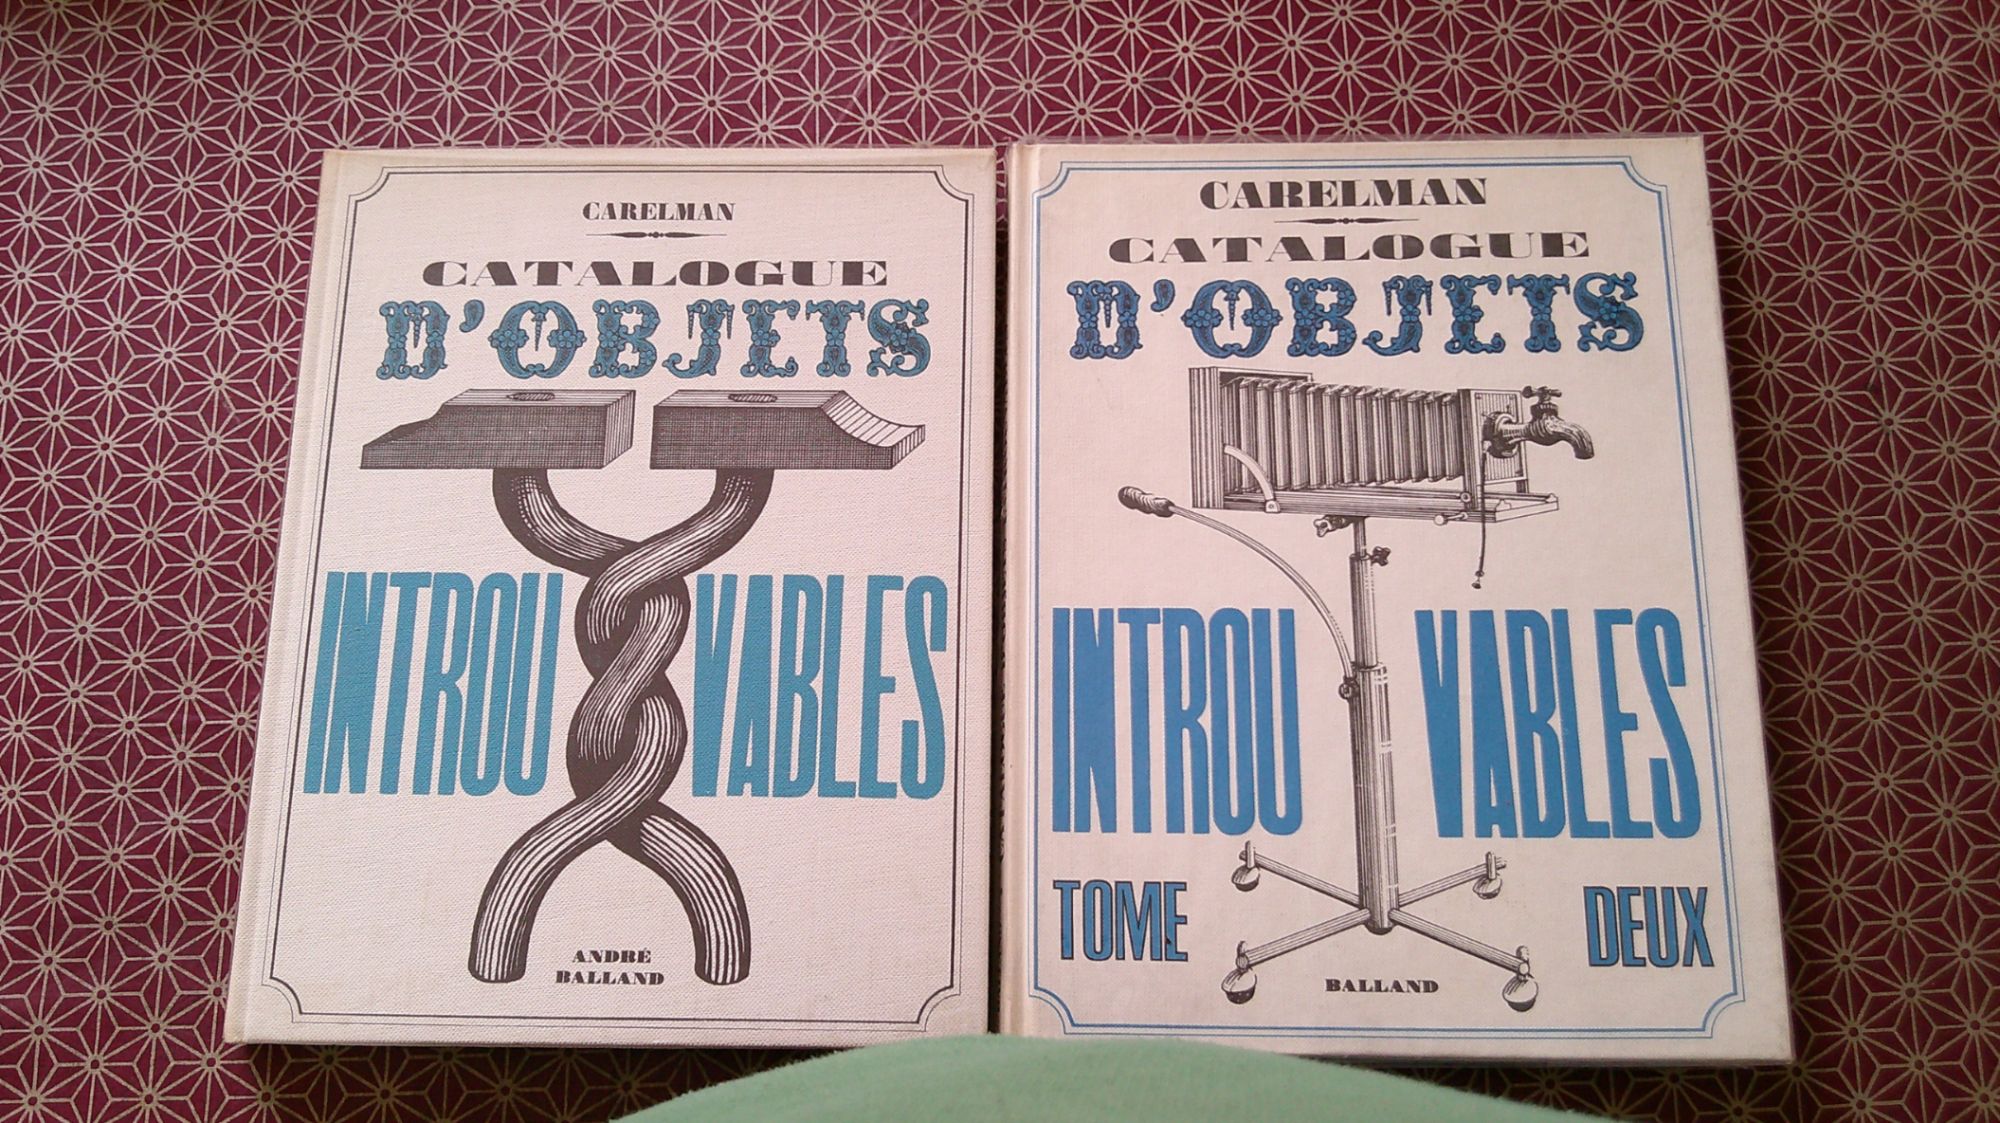 CARELMAN
CATALOGUE
D'OBJETS
INTROU VABLES
ANDRÉ
BALLAND
CARELMAN
CATALOGUE
D'OBJETS
INTROU VABLES
TOME DEUX
BALLAND